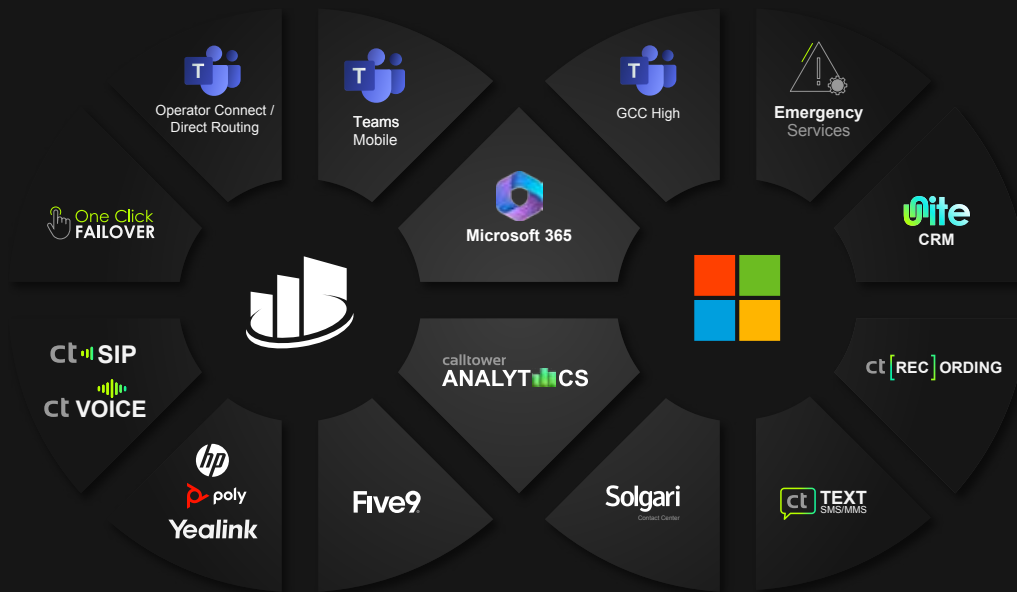 T
Operator Connect /
Direct Routing
T
Teams
Mobile
T
GCC High
Emergency
Services
One Click
FAILOVER
Microsoft 365
Unite
CRM
ct SIP
ct VOICE
calltower
ANALYTICS
ct [REC] ORDING
hp
poly
Yealink
Five9
Solgari
Contact Center
ct TEXT
SMS/MMS